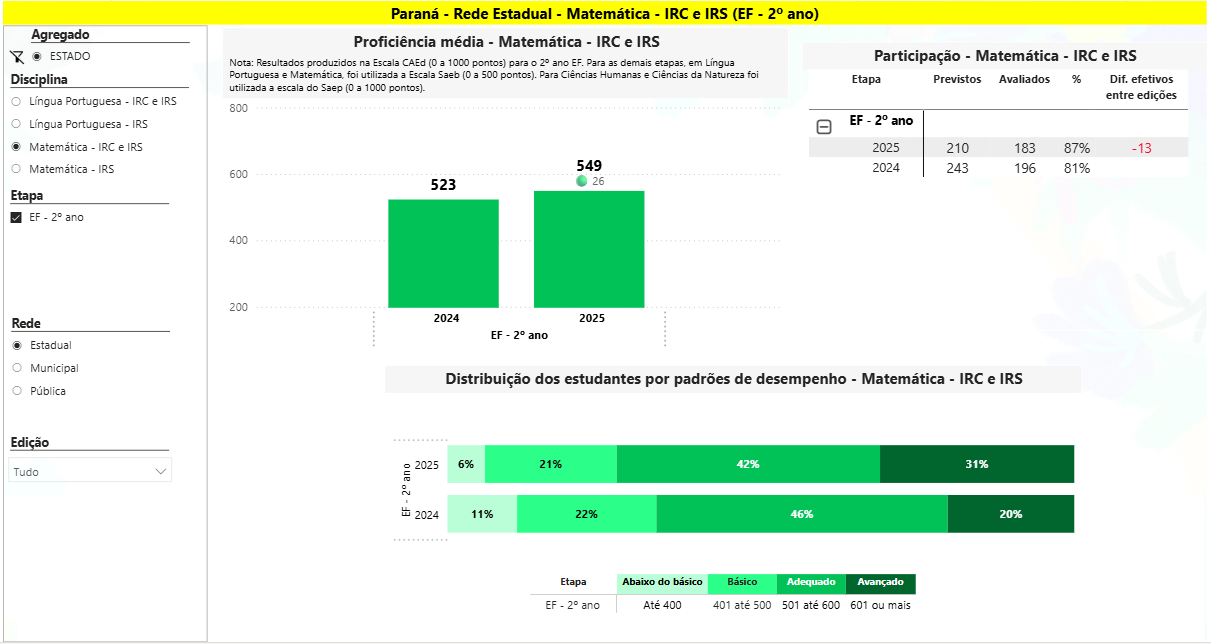 Paraná - Rede Estadual - Matemática - IRC e IRS (EF - 2º ano)
Agregado
ESTADO
Disciplina
Língua Portuguesa - IRC e IRS
Língua Portuguesa - IRS
Matemática - IRC e IRS
Matemática - IRS
Etapa
EF - 2º ano
Rede
Estadual
Municipal
Pública
Edição
Tudo
Proficiência média - Matemática - IRC e IRS
Nota: Resultados produzidos na Escala CAEd (0 a 1000 pontos) para o 2º ano EF. Para as demais etapas, em Língua
Portuguesa e Matemática, foi utilizada a Escala Saeb (0 a 500 pontos). Para Ciências Humanas e Ciências da Natureza foi
utilizada a escala do Saep (0 a 1000 pontos).
800
600
400
200
523
549
26
2024 2025
EF - 2º ano
Participação - Matemática - IRC e IRS
Etapa Previstos Avaliados % Dif. efetivos
entre edições
EF - 2º ano
2025 210 183 87% -13
2024 243 196 81%
Distribuição dos estudantes por padrões de desempenho - Matemática - IRC e IRS
EF - 2º ano
2025 6% 21% 42% 31%
2024 11% 22% 46% 20%
Etapa Abaixo do básico Básico Adequado Avançado
EF - 2º ano Até 400 401 até 500 501 até 600 601 ou mais